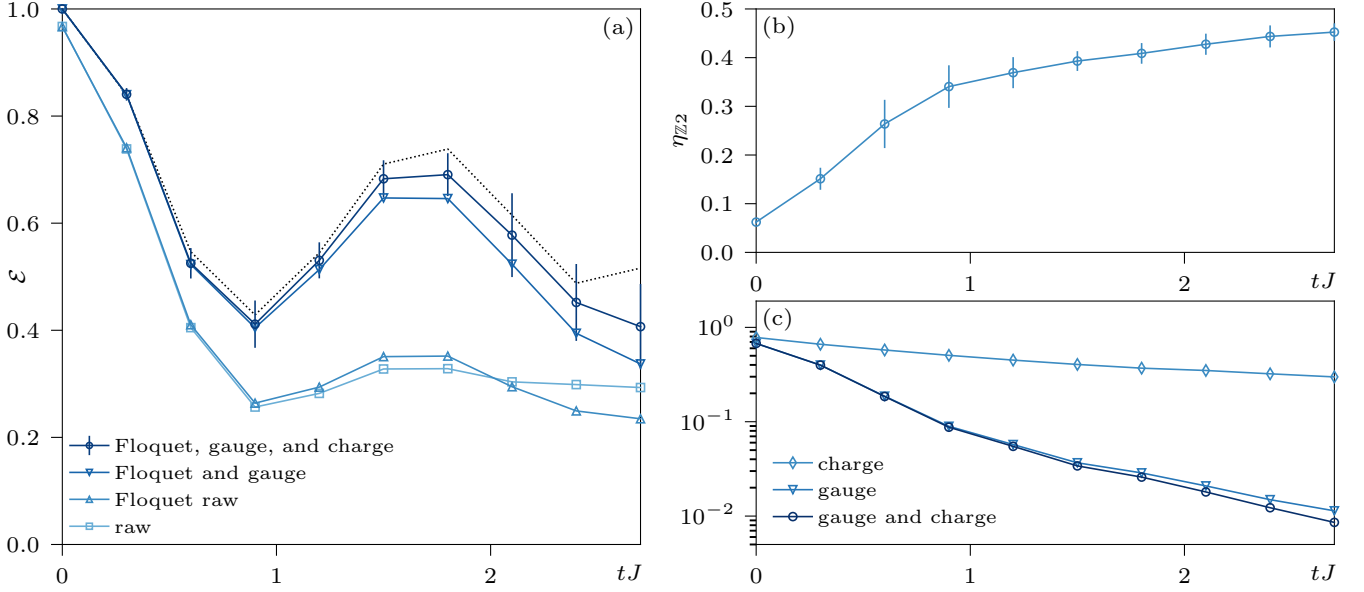 (a)
1.0
0.8
0.6
0.4
0.2
0.0
ℰ
Floquet, gauge, and charge
Floquet and gauge
Floquet raw
raw
0
1
2
tJ
(b)
0.5
0.4
0.3
0.2
0.1
0.0
η_ℤ2
0
1
2
tJ
(c)
10⁰
10⁻¹
10⁻²
charge
gauge
gauge and charge
0
1
2
tJ